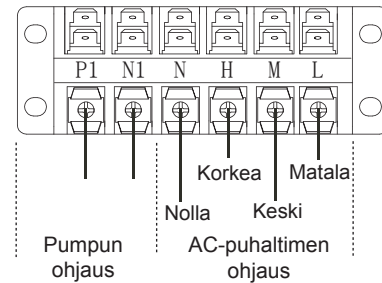 P1 N1 N H M L
Korkea Matala
Nolla Keski
Pumpun ohjaus
AC-puhaltimen ohjaus